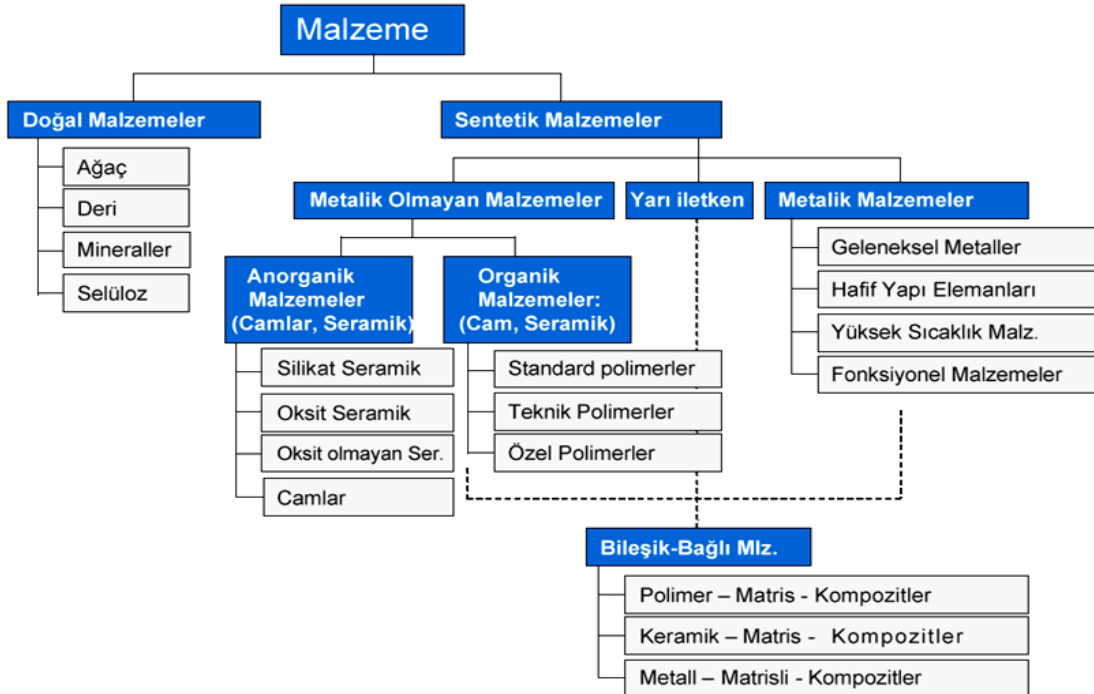 Malzeme
Doğal Malzemeler
Ağaç
Deri
Mineraller
Selüloz
Sentetik Malzemeler
Metalik Olmayan Malzemeler
Anorganik
Malzemeler
(Camlar, Seramik)
Silikat Seramik
Oksit Seramik
Oksit olmayan Ser.
Camlar
Organik
Malzemeler:
(Cam, Seramik)
Standard polimerler
Teknik Polimerler
Özel Polimerler
Yarı iletken
Metalik Malzemeler
Geleneksel Metaller
Hafif Yapı Elemanları
Yüksek Sıcaklık Malz.
Fonksiyonel Malzemeler
Bileşik-Bağlı Mlz.
Polimer – Matris - Kompozitler
Keramik – Matris - Kompozitler
Metall – Matrisli - Kompozitler